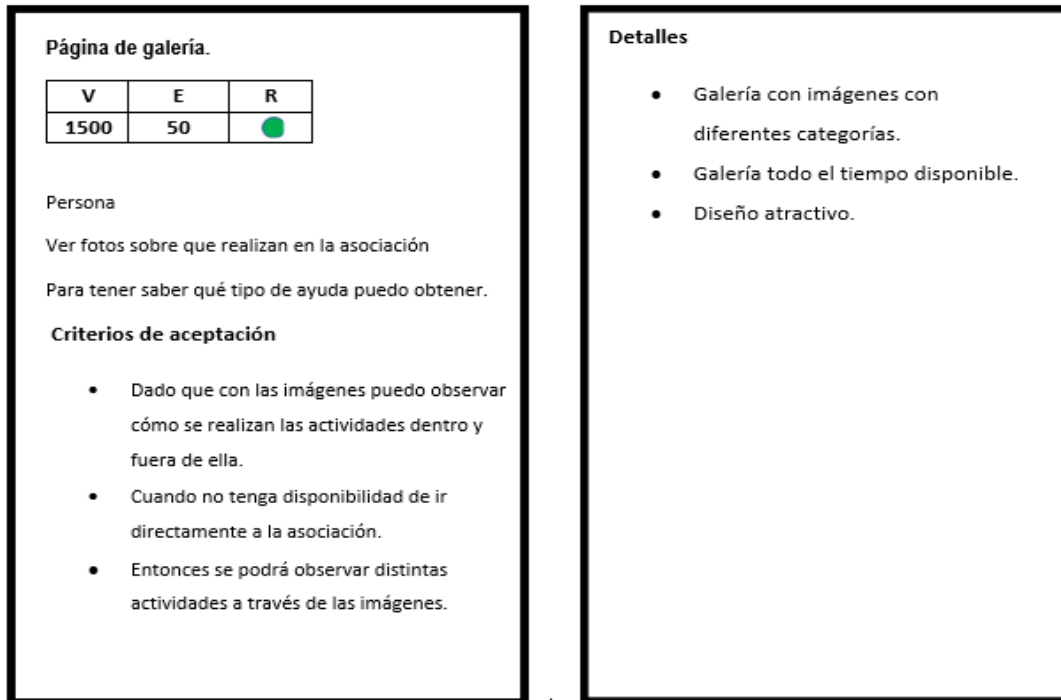 Página de galería.
V E R
1500 50
Persona
Ver fotos sobre que realizan en la asociación
Para tener saber qué tipo de ayuda puedo obtener.
Criterios de aceptación
• Dado que con las imágenes puedo observar
cómo se realizan las actividades dentro y
fuera de ella.
• Cuando no tenga disponibilidad de ir
directamente a la asociación.
• Entonces se podrá observar distintas
actividades a través de las imágenes.
Detalles
• Galería con imágenes con
diferentes categorías.
• Galería todo el tiempo disponible.
• Diseño atractivo.